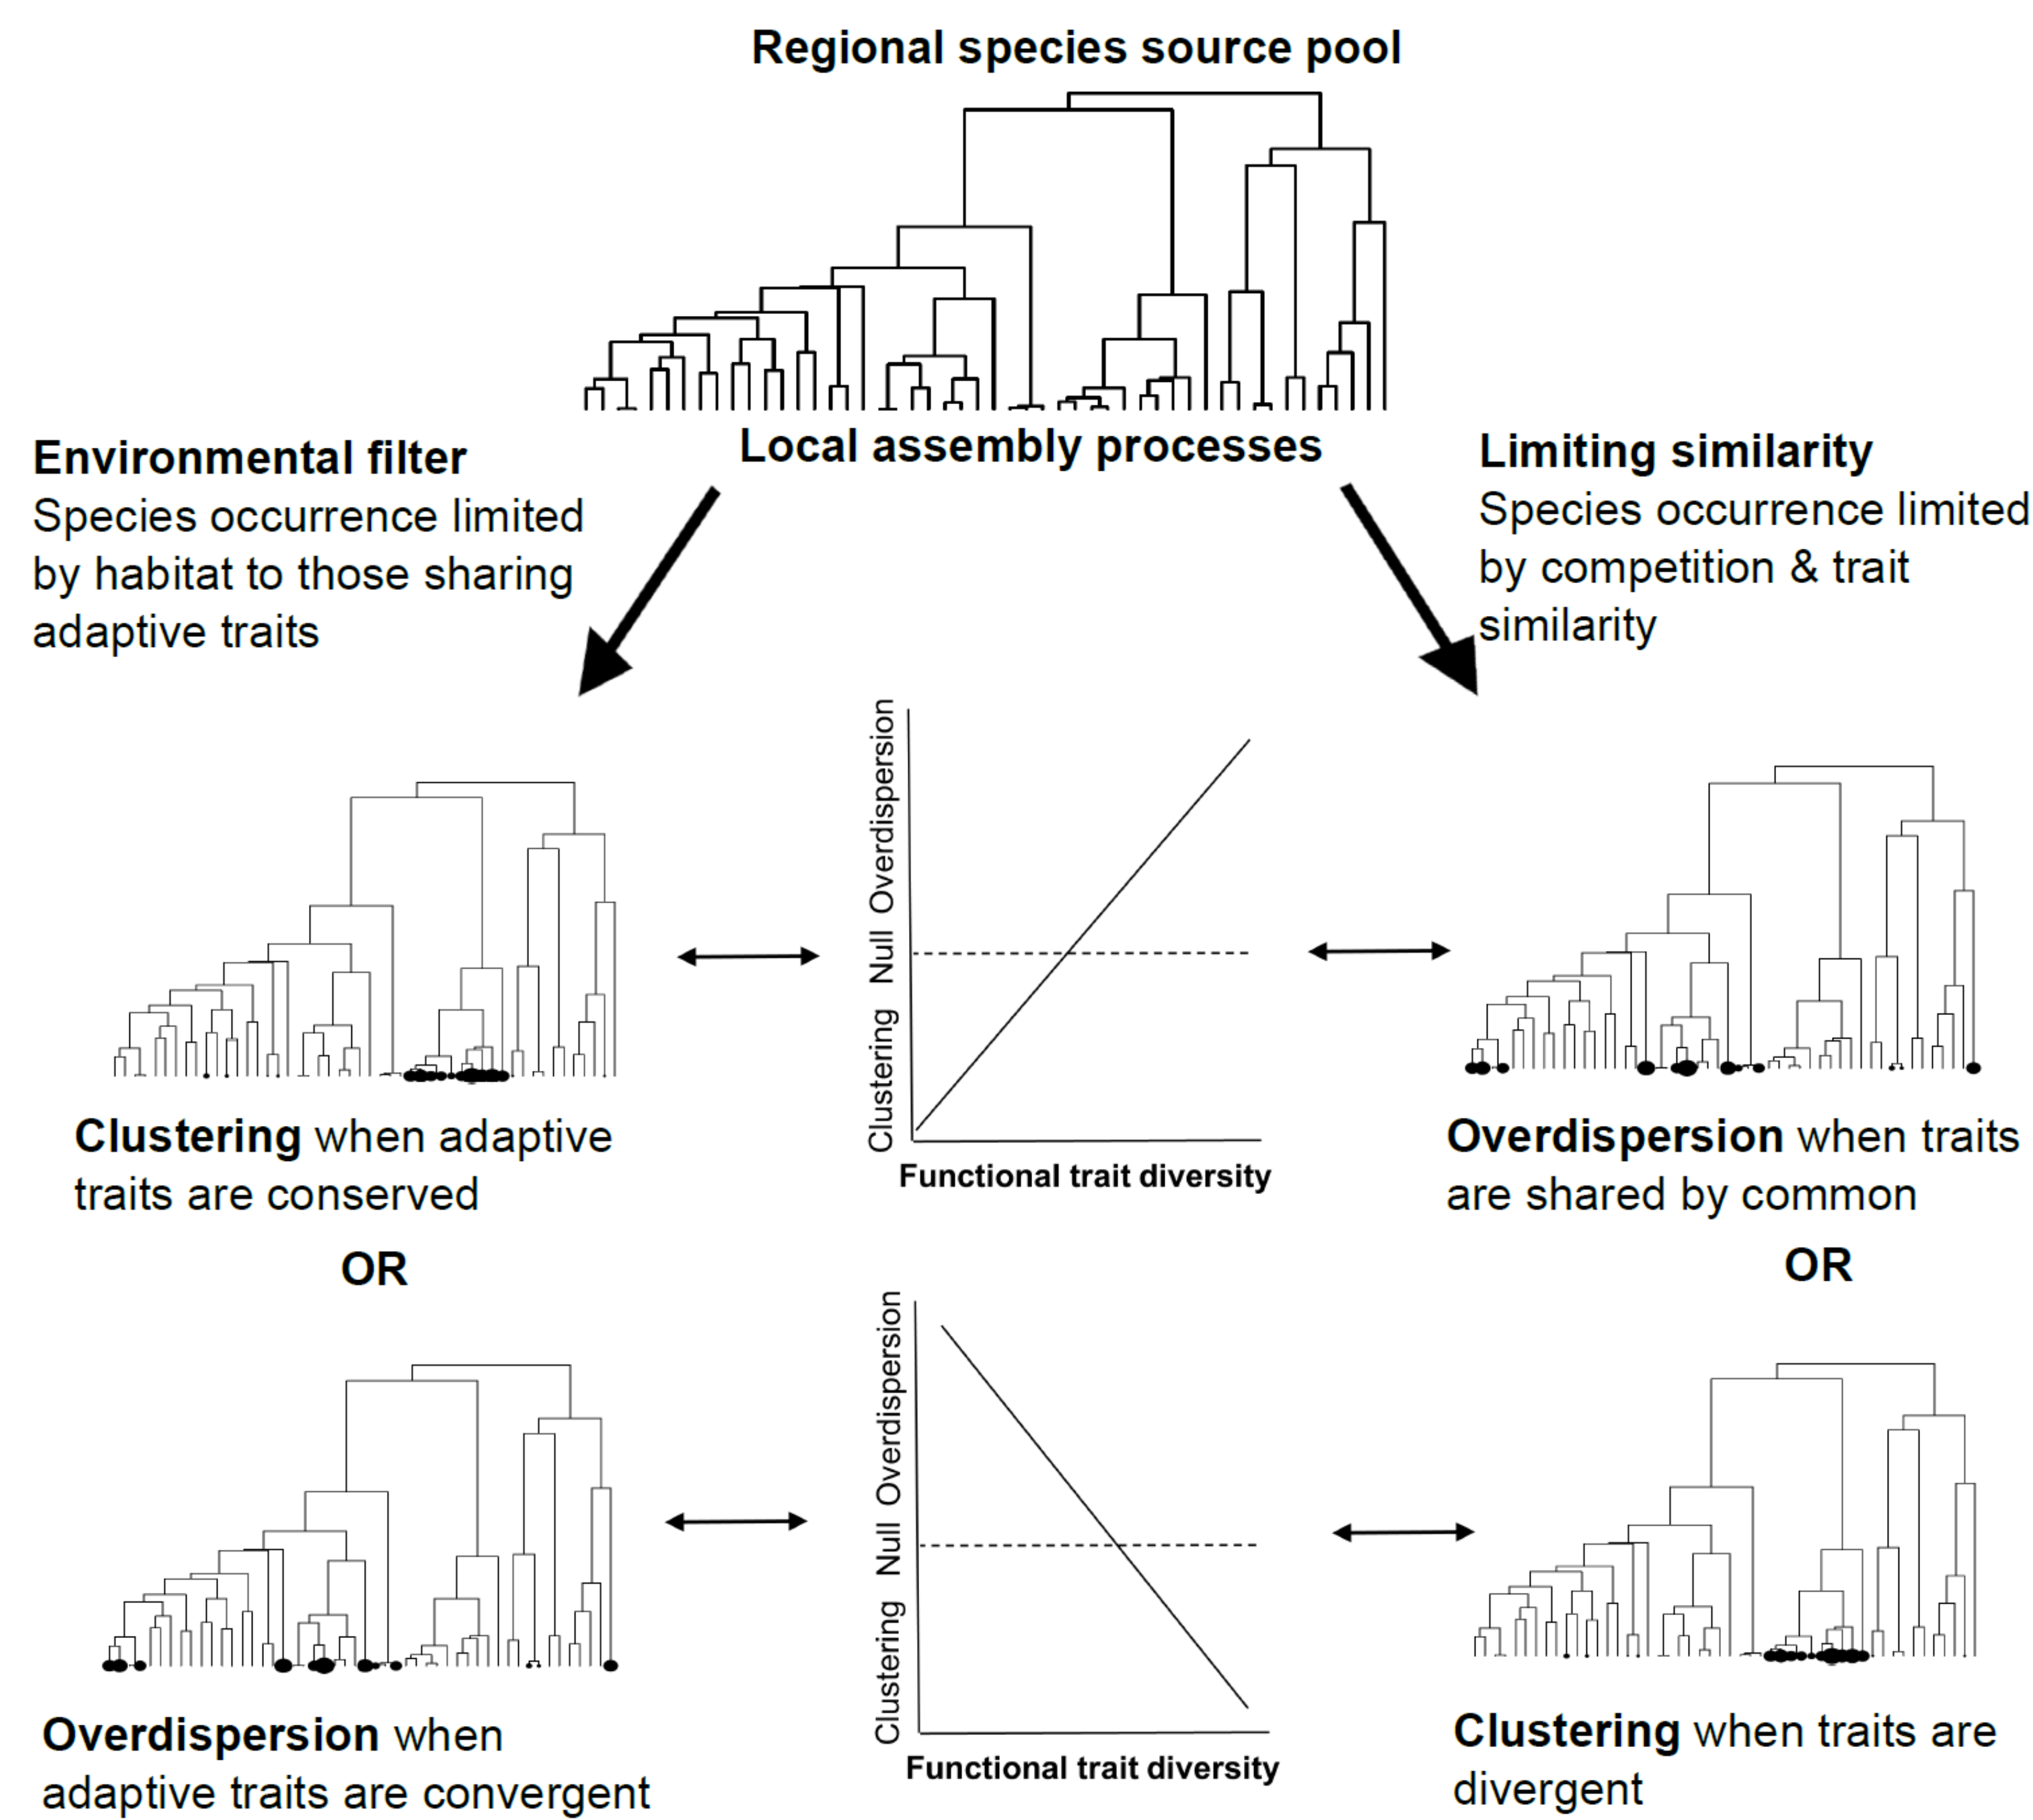 Regional species source pool
Local assembly processes
Environmental filter
Species occurrence limited
by habitat to those sharing
adaptive traits
Limiting similarity
Species occurrence limited
by competition & trait
similarity
Clustering Null Overdispersion
Functional trait diversity
Clustering when adaptive
traits are conserved
Overdispersion when traits
are shared by common
OR
OR
Clustering Null Overdispersion
Functional trait diversity
Overdispersion when
adaptive traits are convergent
Clustering when traits are
divergent